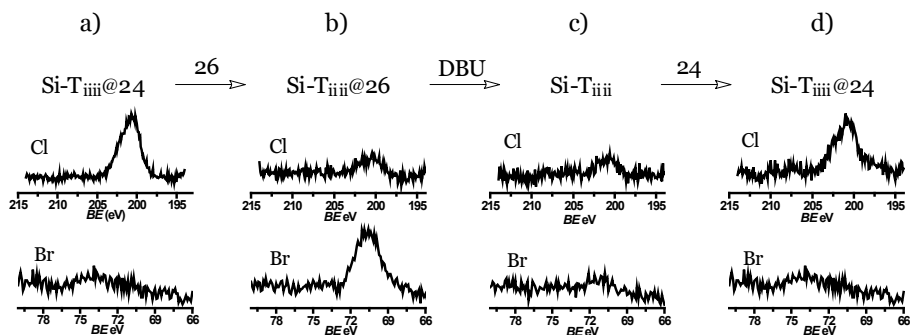 a) b) c) d)
Si-Tiiii@24 26 Si-Tiiii@26 DBU Si-Tiiii 24 Si-Tiiii@24
Cl Cl Cl Cl
215 210 205 200 195 215 210 205 200 195 215 210 205 200 195 215 210 205 200 195
BE (eV) BE eV BE eV BE eV
Br Br Br Br
78 75 72 69 66 78 75 72 69 66 78 75 72 69 66 78 75 72 69 66
BE eV BE eV BE eV BE eV